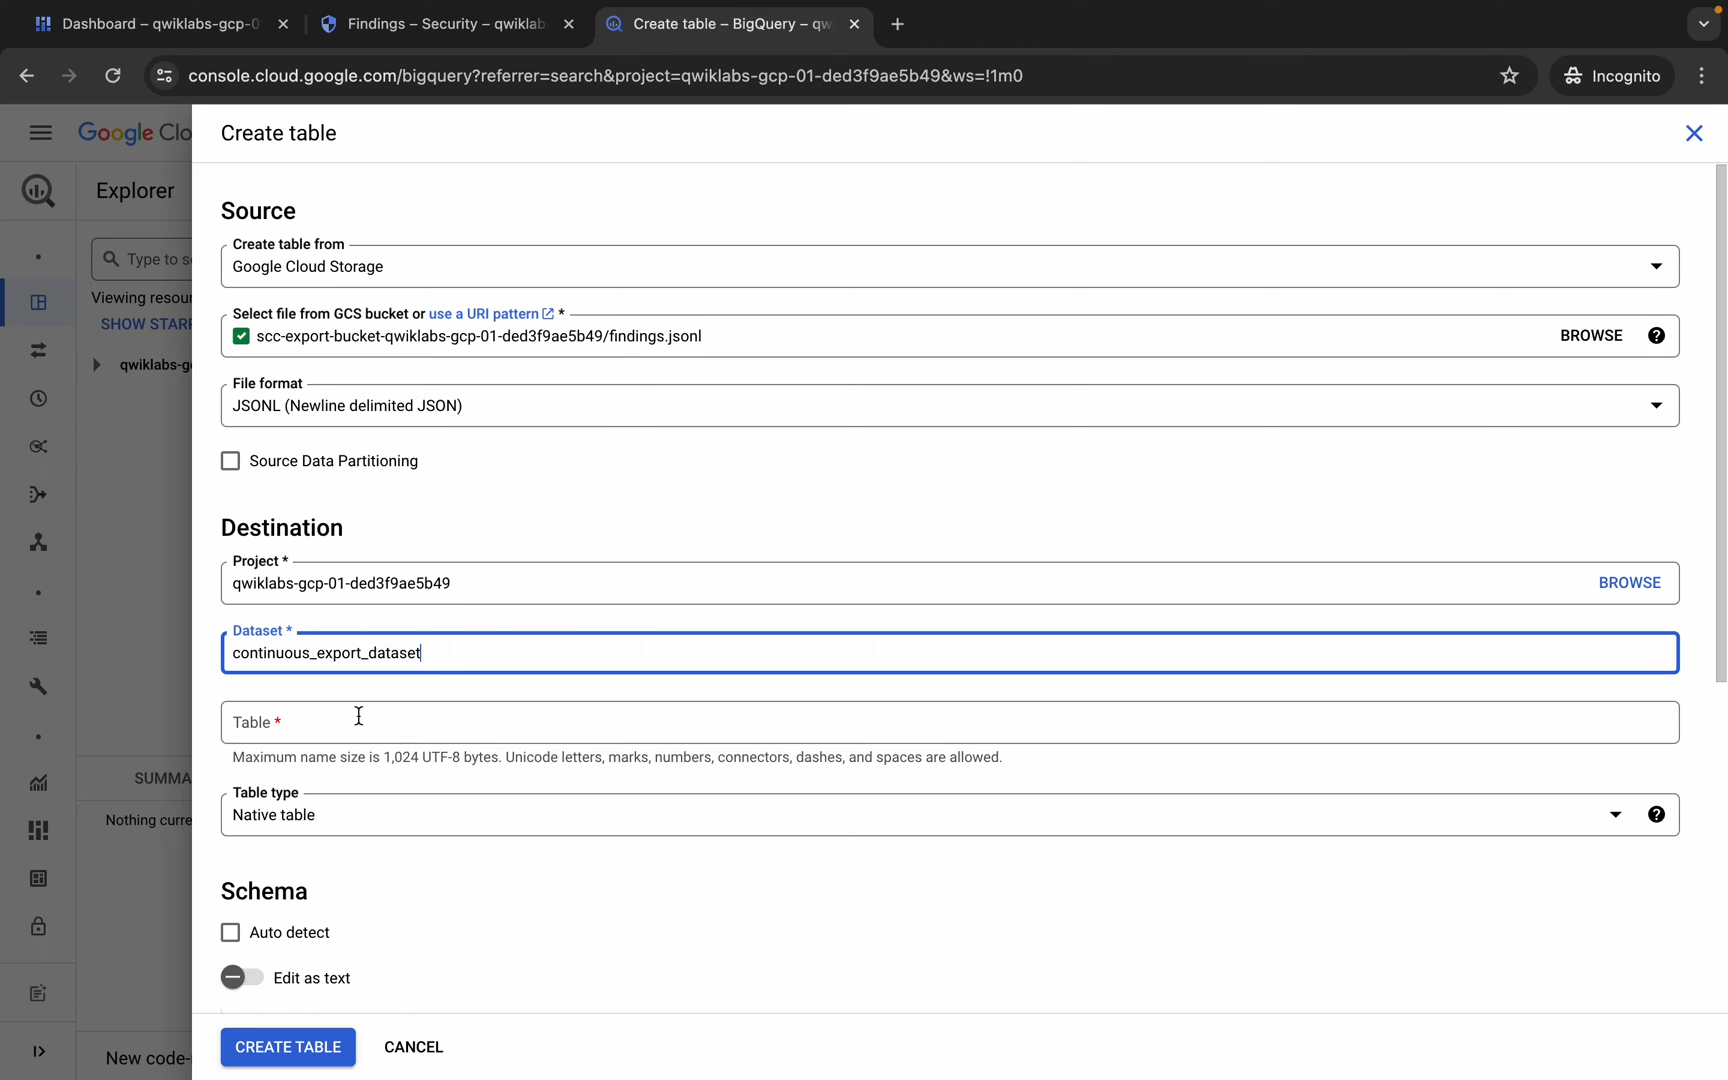 Dashboard – qwiklabs-gcp-0
Findings – Security – qwiklab
Create table – BigQuery – qw
console.cloud.google.com/bigquery?referrer=search&project=qwiklabs-gcp-01-ded3f9ae5b49&ws=!1m0
Incognito
Google Clo
Create table
Explorer
Type to s
Viewing resour
SHOW STAR
qwiklabs-g
SUMMA
Nothing curre
New code-
Source
Create table from
Google Cloud Storage
Select file from GCS bucket or use a URI pattern *
scc-export-bucket-qwiklabs-gcp-01-ded3f9ae5b49/findings.jsonl
BROWSE
File format
JSONL (Newline delimited JSON)
Source Data Partitioning
Destination
Project *
qwiklabs-gcp-01-ded3f9ae5b49
BROWSE
Dataset *
continuous_export_dataset
Table *
Maximum name size is 1,024 UTF-8 bytes. Unicode letters, marks, numbers, connectors, dashes, and spaces are allowed.
Table type
Native table
Schema
Auto detect
Edit as text
CREATE TABLE
CANCEL